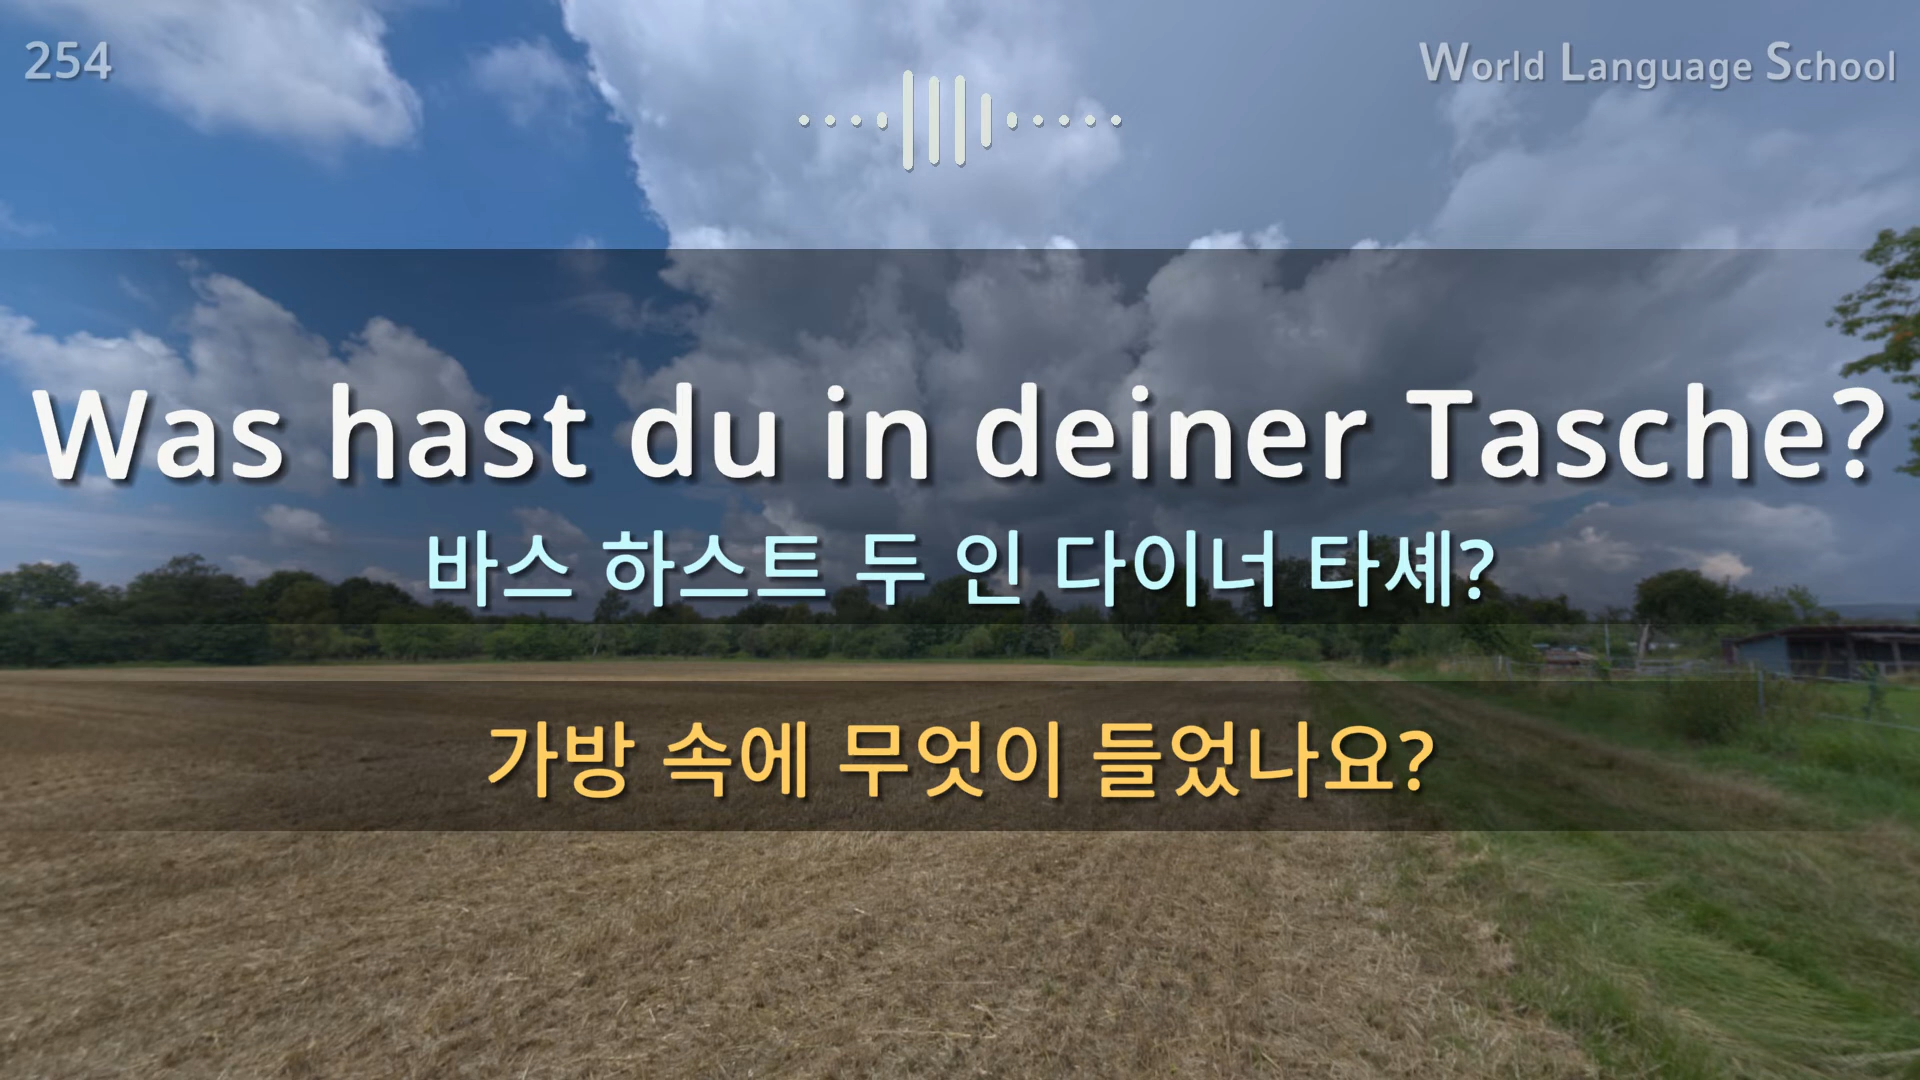 254
World Language School
Was hast du in deiner Tasche?
바스 하스트 두 인 다이너 타셰?
가방 속에 무엇이 들었나요?